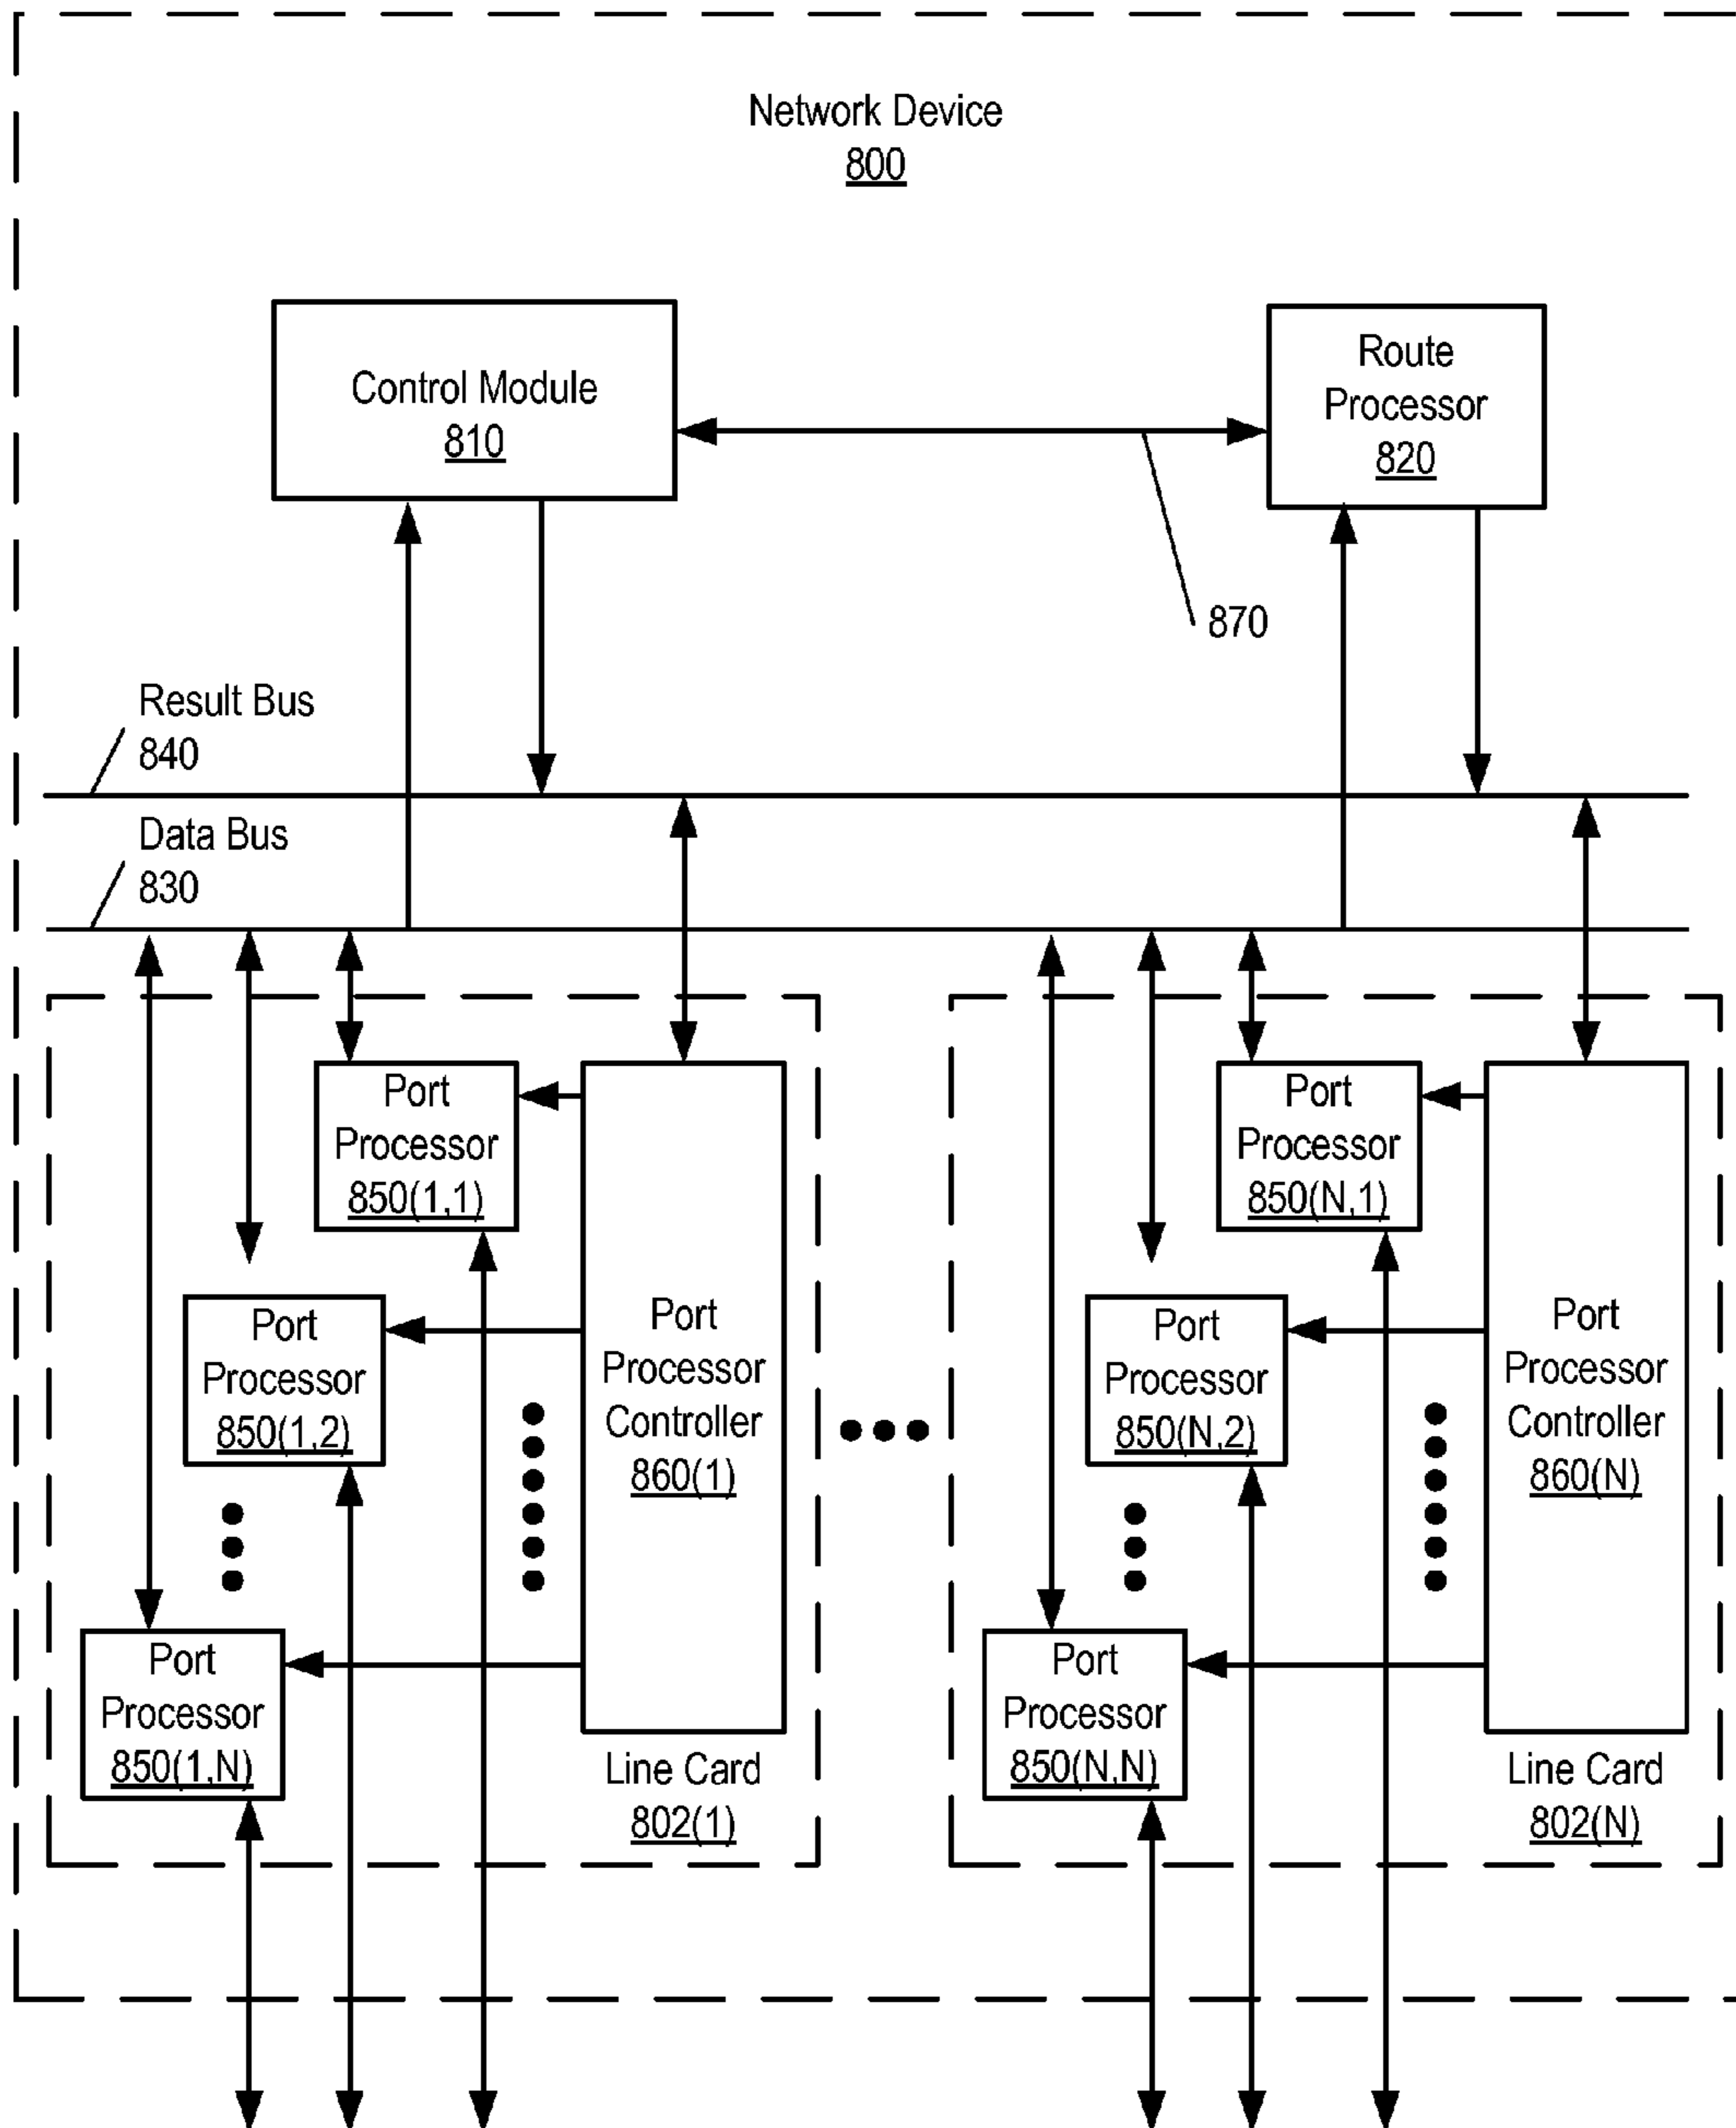 Network Device
800
Control Module
810
Route
Processor
820
870
Result Bus
840
Data Bus
830
Port
Processor
850(1,1)
Port
Processor
850(1,2)
Port
Processor
850(1,N)
Port
Processor
Controller
860(1)
Line Card
802(1)
Port
Processor
850(N,1)
Port
Processor
850(N,2)
Port
Processor
850(N,N)
Port
Processor
Controller
860(N)
Line Card
802(N)